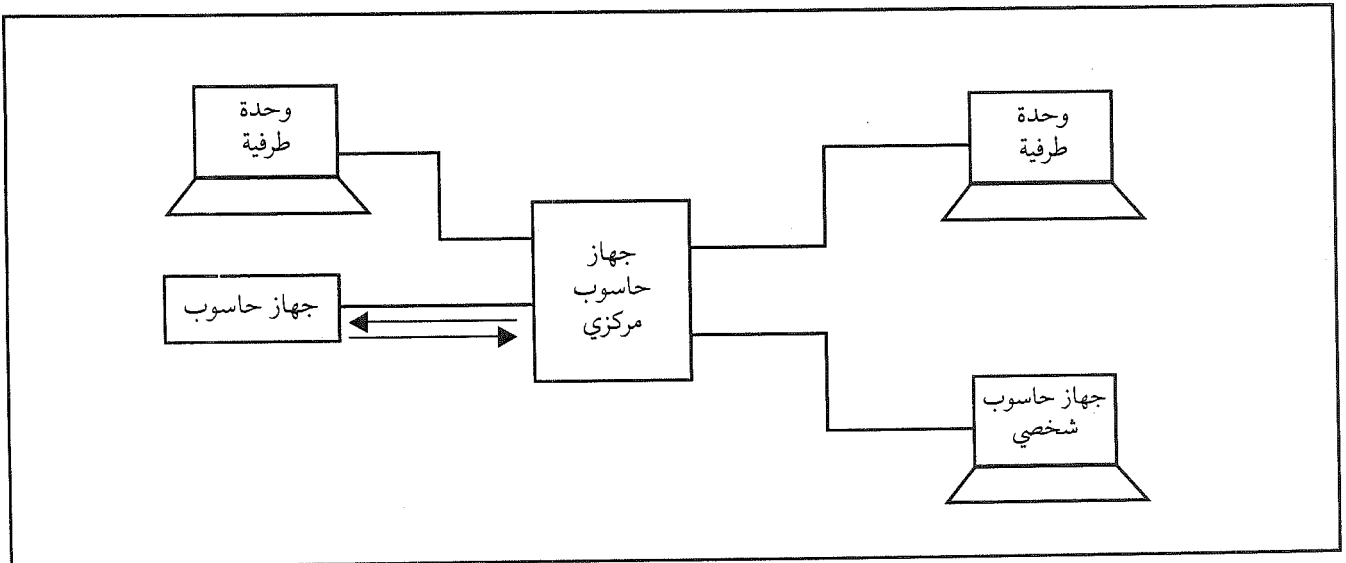 وحدة
طرفية
وحدة
طرفية
جهاز
حاسوب
مركزي
جهاز حاسوب
جهاز حاسوب
شخصي